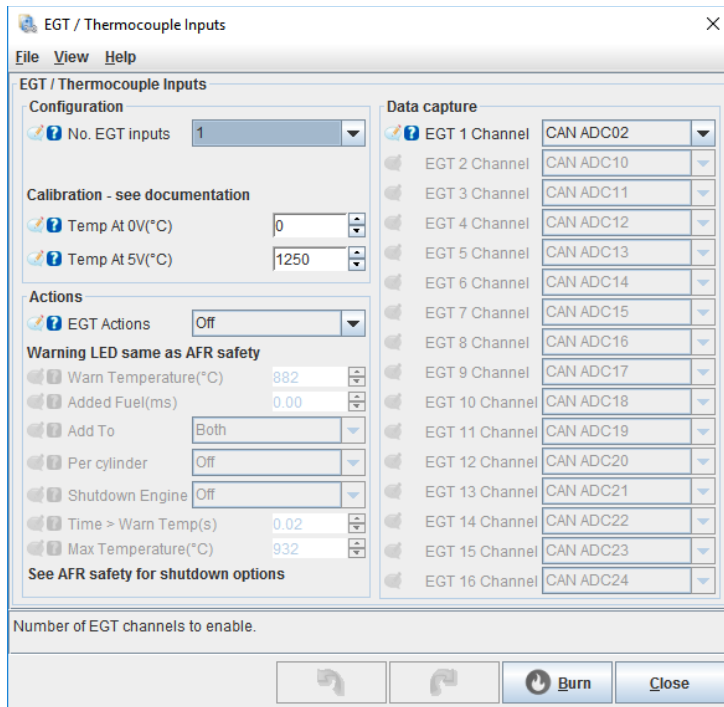 EGT / Thermocouple Inputs
File View Help
EGT / Thermocouple Inputs
Configuration
No. EGT inputs 1
Calibration - see documentation
Temp At 0V(°C) 0
Temp At 5V(°C) 1250
Actions
EGT Actions Off
Warning LED same as AFR safety
Warn Temperature(°C) 882
Added Fuel(ms) 0.00
Add To Both
Per cylinder Off
Shutdown Engine Off
Time > Warn Temp(s) 0.02
Max Temperature(°C) 932
See AFR safety for shutdown options
Data capture
EGT 1 Channel CAN ADC02
EGT 2 Channel CAN ADC10
EGT 3 Channel CAN ADC11
EGT 4 Channel CAN ADC12
EGT 5 Channel CAN ADC13
EGT 6 Channel CAN ADC14
EGT 7 Channel CAN ADC15
EGT 8 Channel CAN ADC16
EGT 9 Channel CAN ADC17
EGT 10 Channel CAN ADC18
EGT 11 Channel CAN ADC19
EGT 12 Channel CAN ADC20
EGT 13 Channel CAN ADC21
EGT 14 Channel CAN ADC22
EGT 15 Channel CAN ADC23
EGT 16 Channel CAN ADC24
Number of EGT channels to enable.
Burn Close